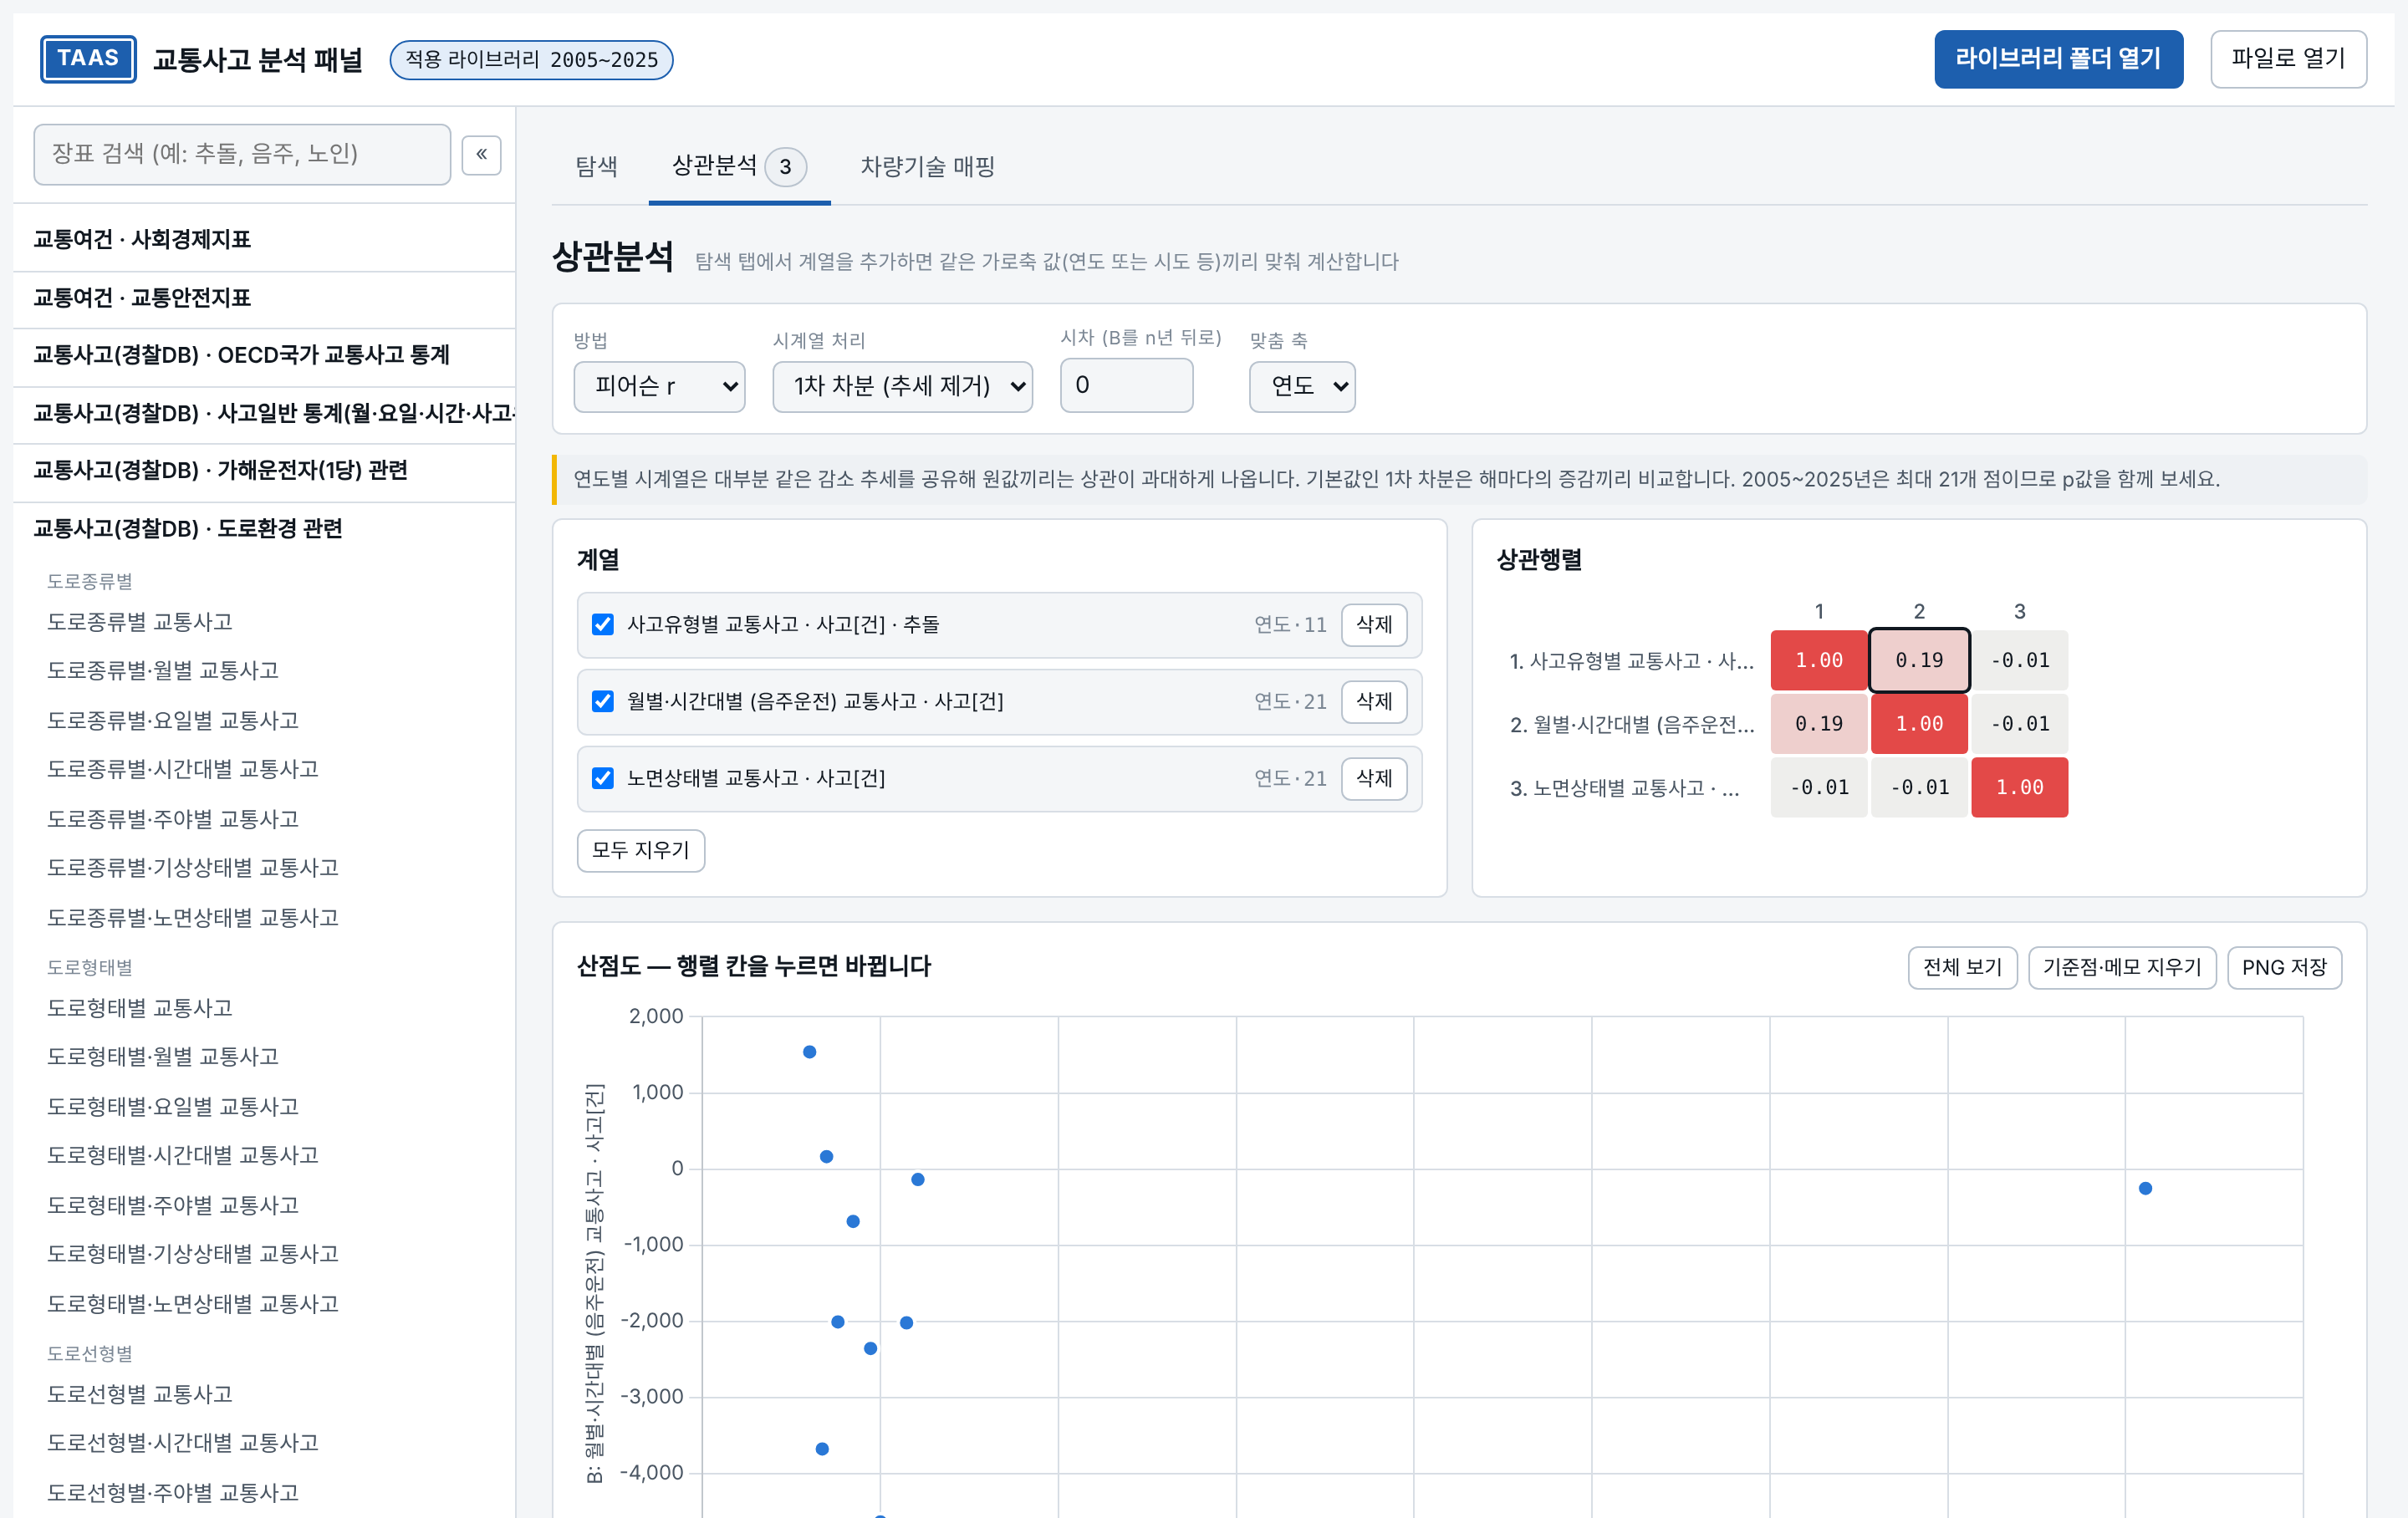 TAAS 교통사고 분석 패널 적용 라이브러리 2005~2025 라이브러리 폴더 열기 파일로 열기
장표 검색 (예: 추돌, 음주, 노인) «
교통여건 · 사회경제지표
교통여건 · 교통안전지표
교통사고(경찰DB) · OECD국가 교통사고 통계
교통사고(경찰DB) · 사고일반 통계(월·요일·시간·사고
교통사고(경찰DB) · 가해운전자(1당) 관련
교통사고(경찰DB) · 도로환경 관련
도로종류별
도로종류별 교통사고
도로종류별·월별 교통사고
도로종류별·요일별 교통사고
도로종류별·시간대별 교통사고
도로종류별·주야별 교통사고
도로종류별·기상상태별 교통사고
도로종류별·노면상태별 교통사고
도로형태별
도로형태별 교통사고
도로형태별·월별 교통사고
도로형태별·요일별 교통사고
도로형태별·시간대별 교통사고
도로형태별·주야별 교통사고
도로형태별·기상상태별 교통사고
도로형태별·노면상태별 교통사고
도로선형별
도로선형별 교통사고
도로선형별·시간대별 교통사고
도로선형별·주야별 교통사고
탐색 상관분석 3 차량기술 매핑
상관분석 탐색 탭에서 계열을 추가하면 같은 가로축 값(연도 또는 시도 등)끼리 맞춰 계산합니다
방법 시계열 처리 시차 (B를 n년 뒤로) 맞춤 축
피어슨 r 1차 차분 (추세 제거) 0 연도
연도별 시계열은 대부분 같은 감소 추세를 공유해 원값끼리는 상관이 과대하게 나옵니다. 기본값인 1차 차분은 해마다의 증감끼리 비교합니다. 2005~2025년은 최대 21개 점이므로 p값을 함께 보세요.
계열
사고유형별 교통사고 · 사고[건] · 추돌 연도·11 삭제
월별·시간대별 (음주운전) 교통사고 · 사고[건] 연도·21 삭제
노면상태별 교통사고 · 사고[건] 연도·21 삭제
모두 지우기
상관행렬
1 2 3
1. 사고유형별 교통사고 · 사... 1.00 0.19 -0.01
2. 월별·시간대별 (음주운전... 0.19 1.00 -0.01
3. 노면상태별 교통사고 · ... -0.01 -0.01 1.00
산점도 — 행렬 칸을 누르면 바뀝니다 전체 보기 기준점·메모 지우기 PNG 저장
B: 월별·시간대별 (음주운전) 교통사고 · 사고[건]
2,000
1,000
0
-1,000
-2,000
-3,000
-4,000